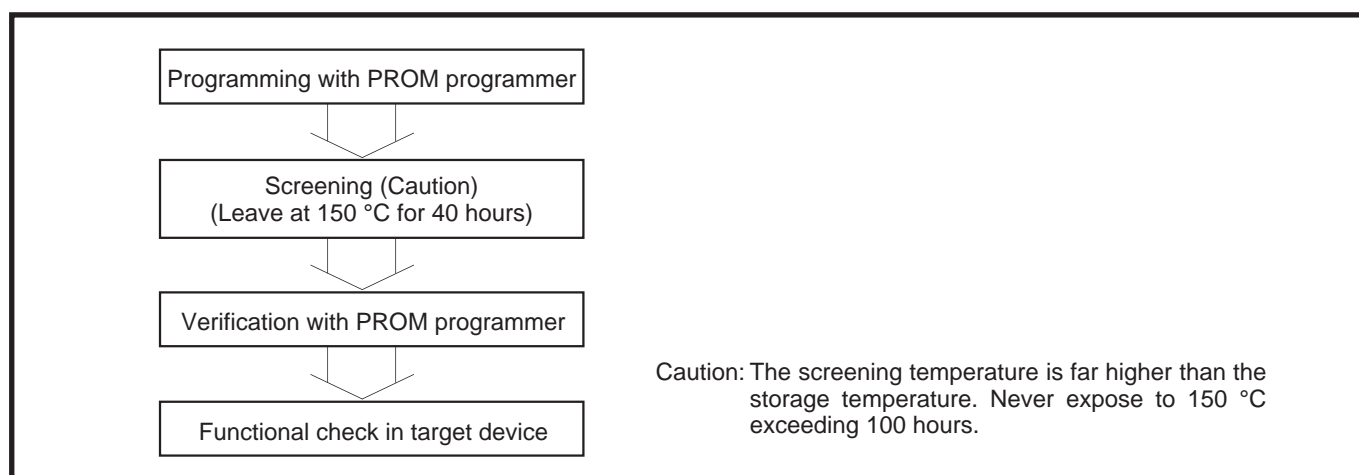 Programming with PROM programmer
Screening (Caution)
(Leave at 150 °C for 40 hours)
Verification with PROM programmer
Functional check in target device
Caution: The screening temperature is far higher than the
storage temperature. Never expose to 150 °C
exceeding 100 hours.